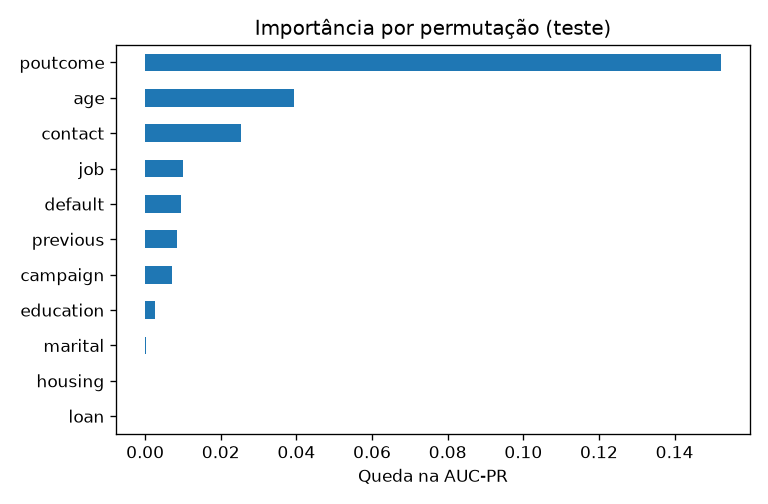 Importância por permutação (teste)
poutcome
age
contact
job
default
previous
campaign
education
marital
housing
loan
0.00 0.02 0.04 0.06 0.08 0.10 0.12 0.14
Queda na AUC-PR